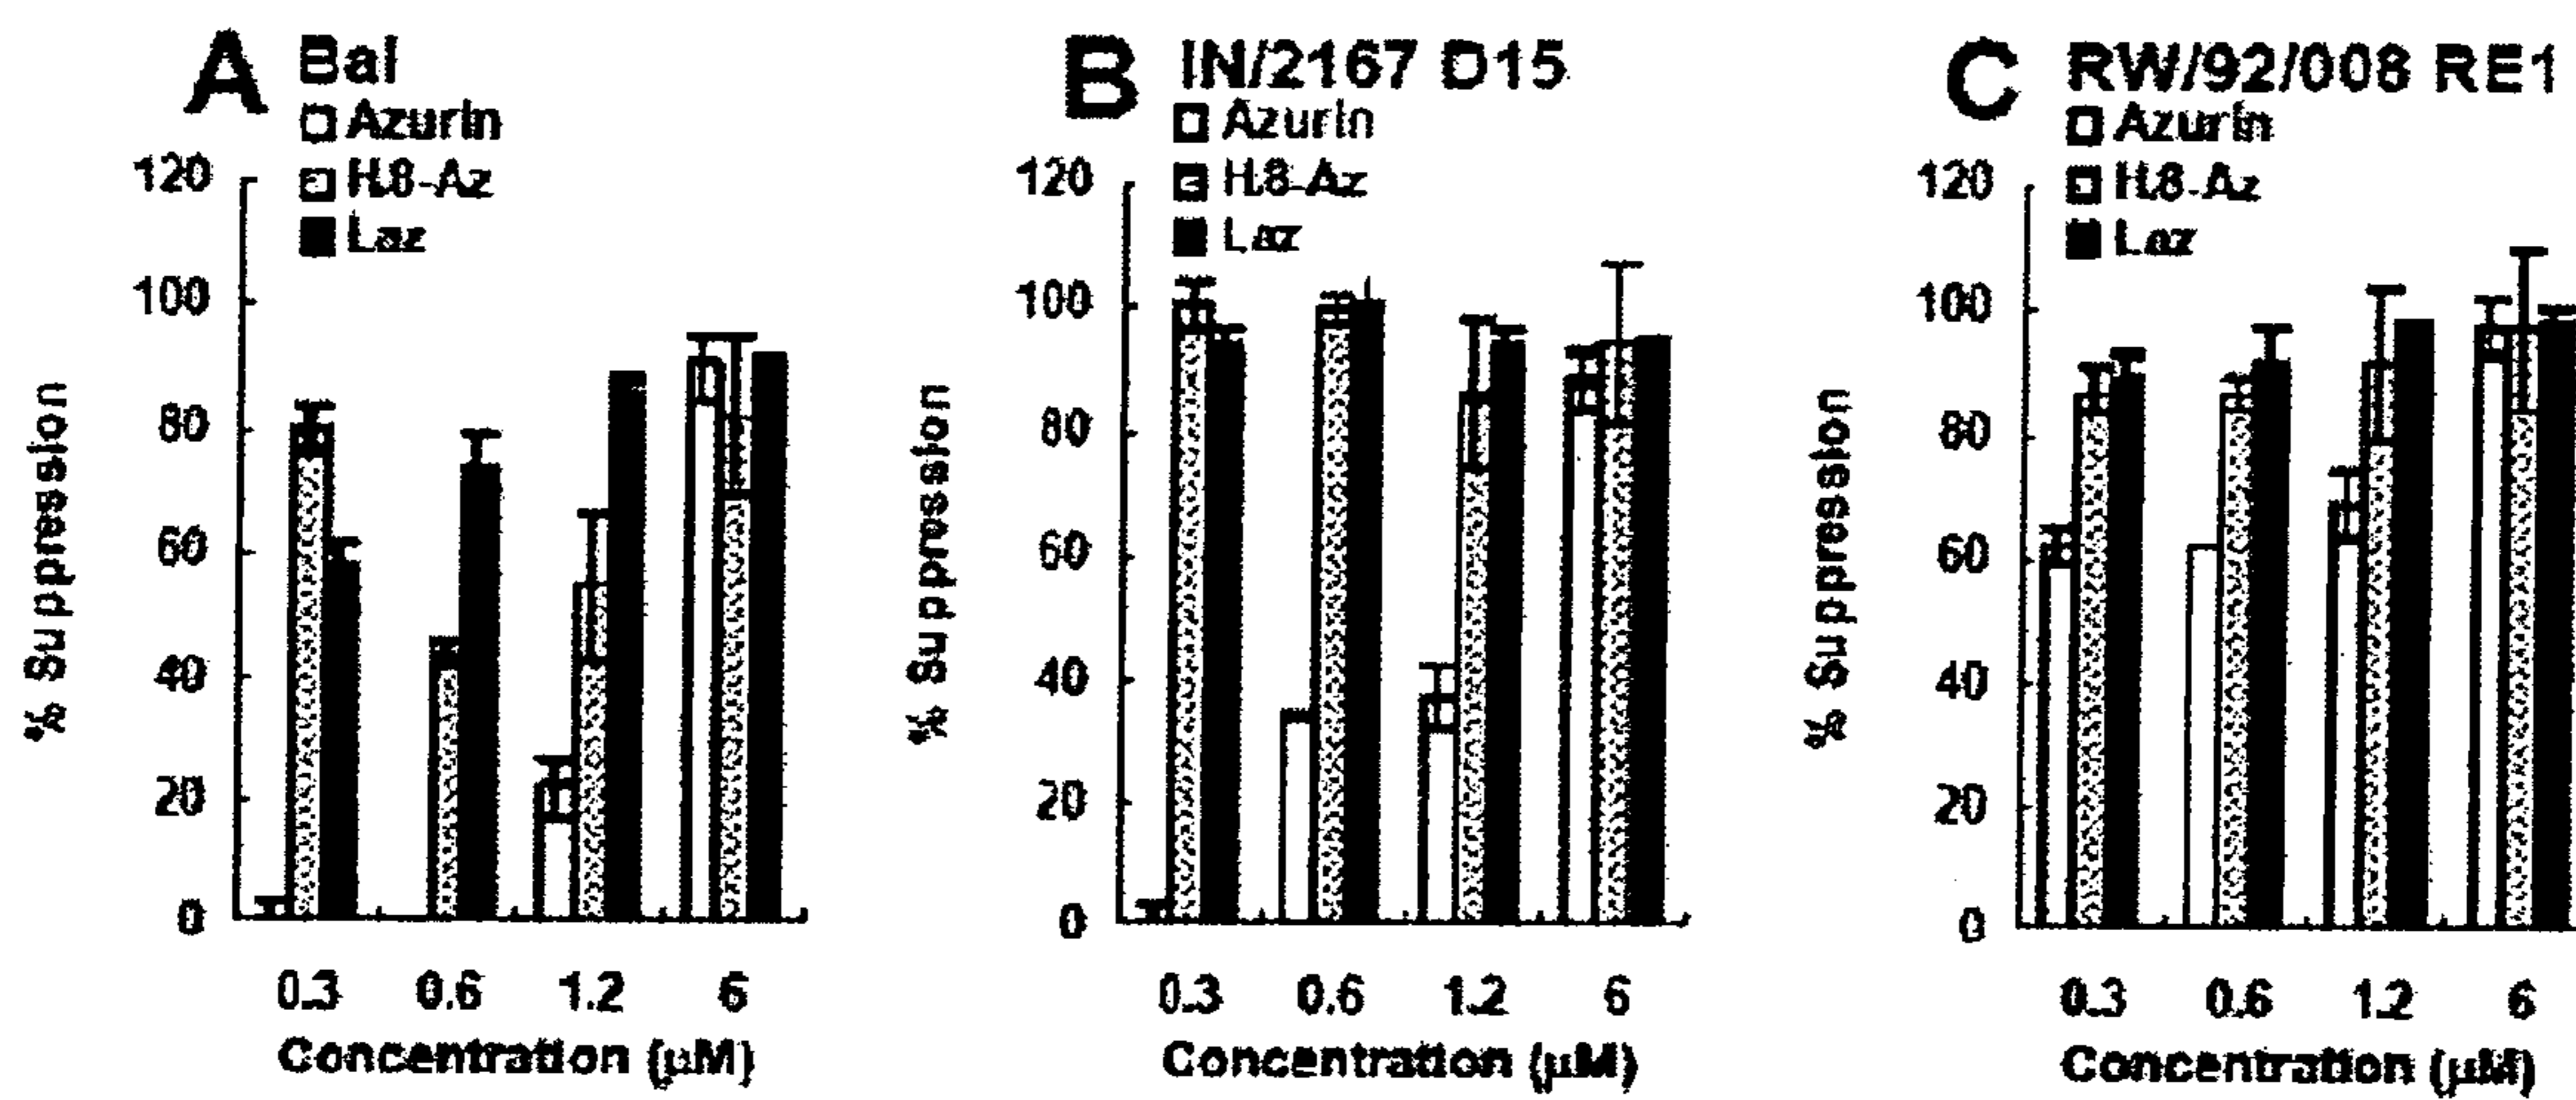 A Bal
Azurin
H.8-Az
Laz
120
100
80
60
40
20
0
% Suppression
0.3 0.6 1.2 6
Concentration (µM)
B IN/2167 D15
Azurin
H.8-Az
Laz
120
100
80
60
40
20
0
% Suppression
0.3 0.6 1.2 6
Concentration (µM)
C RW/92/008 RE1
Azurin
H.8-Az
Laz
120
100
80
60
40
20
0
% Suppression
0.3 0.6 1.2 6
Concentration (µM)